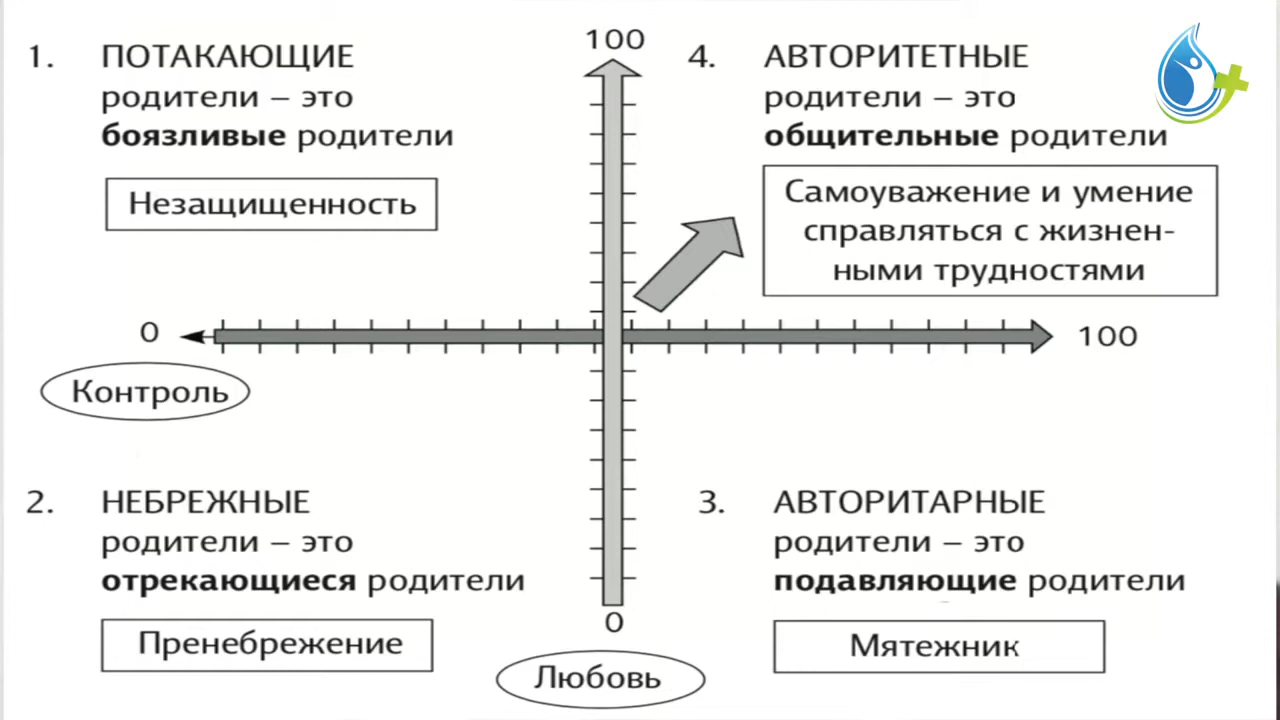 1. ПОТАКАЮЩИЕ
родители – это
боязливые родители
Незащищенность
100
4. АВТОРИТЕТНЫЕ
родители – это
общительные родители
Самоуважение и умение
справляться с жизнен-
ными трудностями
0
100
Контроль
2. НЕБРЕЖНЫЕ
родители – это
отрекающиеся родители
Пренебрежение
0
Любовь
3. АВТОРИТАРНЫЕ
родители – это
подавляющие родители
Мятежник